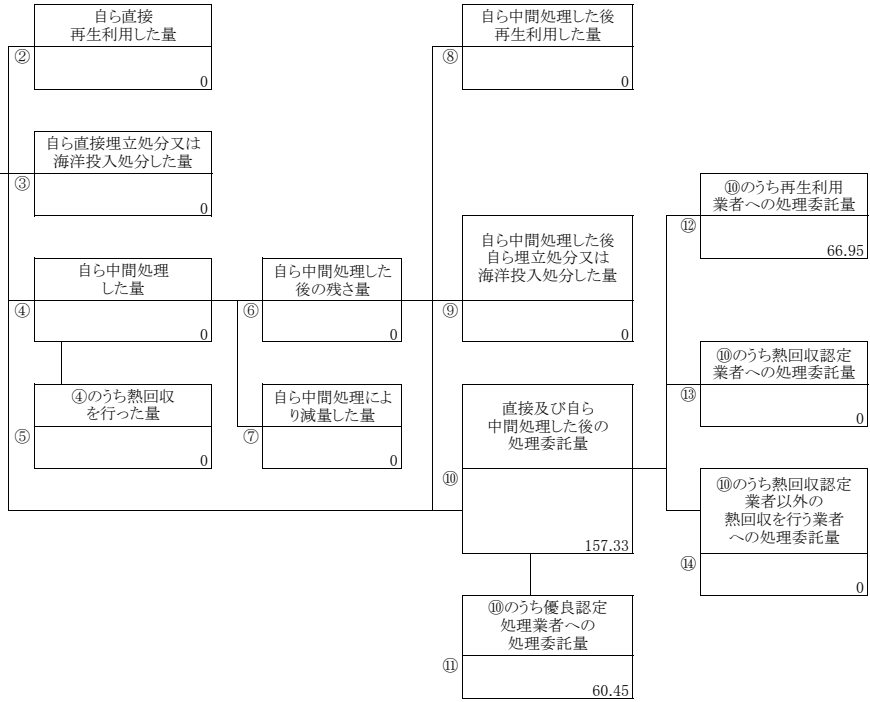 自ら直接
再生利用した量
②
0
自ら直接埋立処分又は
海洋投入処分した量
③
0
自ら中間処理
した量
④
0
④のうち熱回収
を行った量
⑤
0
自ら中間処理した
後の残さ量
⑥
0
自ら中間処理によ
り減量した量
⑦
0
自ら中間処理した後
再生利用した量
⑧
0
自ら中間処理した後
自ら埋立処分又は
海洋投入処分した量
⑨
0
直接及び自ら
中間処理した後の
処理委託量
⑩
157.33
⑩のうち優良認定
処理業者への
処理委託量
⑪
60.45
⑩のうち再生利用
業者への処理委託量
⑫
66.95
⑩のうち熱回収認定
業者への処理委託量
⑬
0
⑩のうち熱回収認定
業者以外の
熱回収を行う業者
への処理委託量
⑭
0